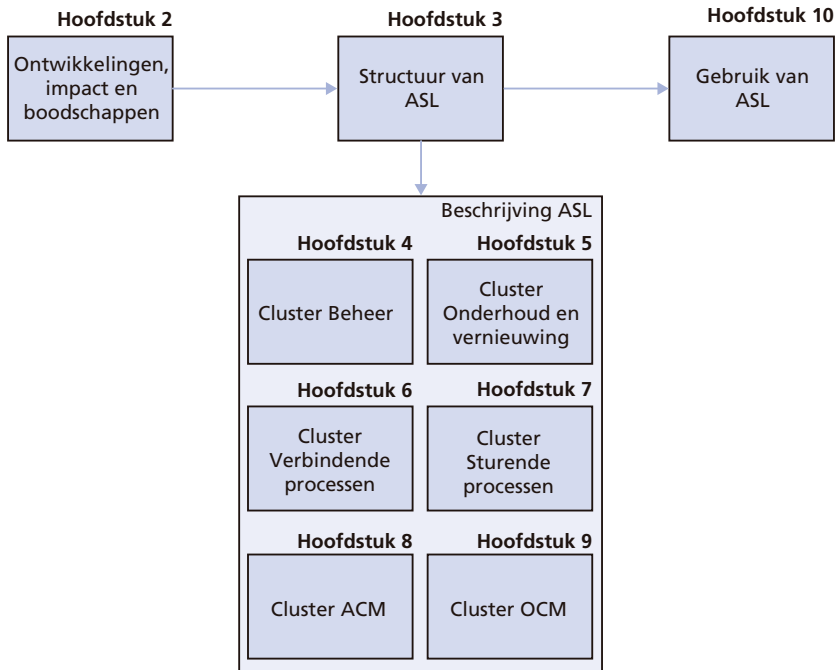 Hoofdstuk 2
Ontwikkelingen,
impact en
boodschappen
Hoofdstuk 3
Structuur van
ASL
Hoofdstuk 10
Gebruik van
ASL
Beschrijving ASL
Hoofdstuk 4
Cluster Beheer
Hoofdstuk 5
Cluster
Onderhoud en
vernieuwing
Hoofdstuk 6
Cluster
Verbindende
processen
Hoofdstuk 7
Cluster
Sturende
processen
Hoofdstuk 8
Cluster ACM
Hoofdstuk 9
Cluster OCM